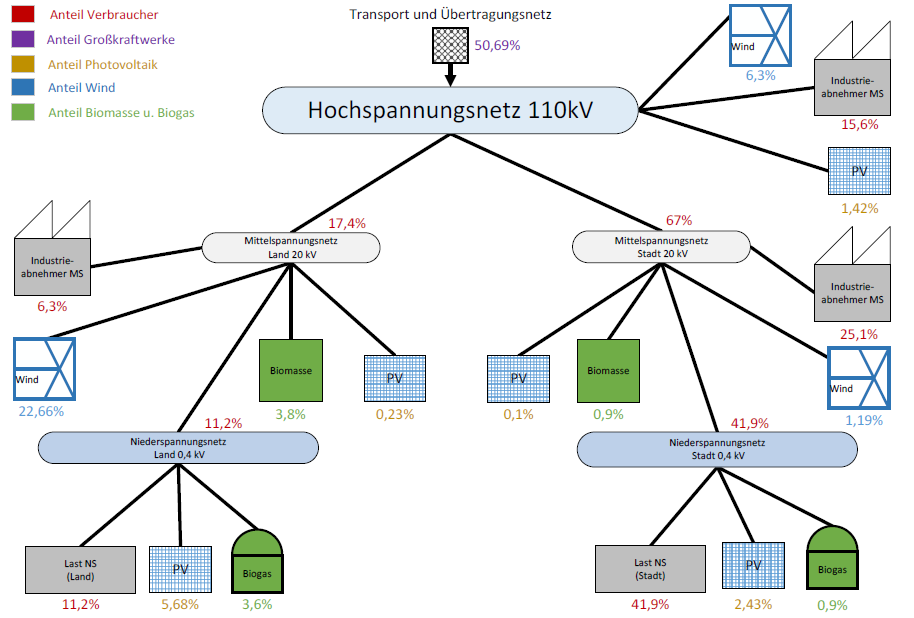 Anteil Verbraucher
Anteil Großkraftwerke
Anteil Photovoltaik
Anteil Wind
Anteil Biomasse u. Biogas
Transport und Übertragungsnetz
50,69%
Hochspannungsnetz 110kV
Wind
6,3%
Industrie-
abnehmer MS
15,6%
PV
1,42%
17,4%
Mittelspannungsnetz
Land 20 kV
67%
Mittelspannungsnetz
Stadt 20 kV
Industrie-
abnehmer MS
6,3%
Industrie-
abnehmer MS
25,1%
Wind
22,66%
Biomasse
3,8%
PV
0,23%
PV
0,1%
Biomasse
0,9%
Wind
1,19%
11,2%
Niederspannungsnetz
Land 0,4 kV
41,9%
Niederspannungsnetz
Stadt 0,4 kV
Last NS
(Land)
11,2%
PV
5,68%
Biogas
3,6%
Last NS
(Stadt)
41,9%
PV
2,43%
Biogas
0,9%